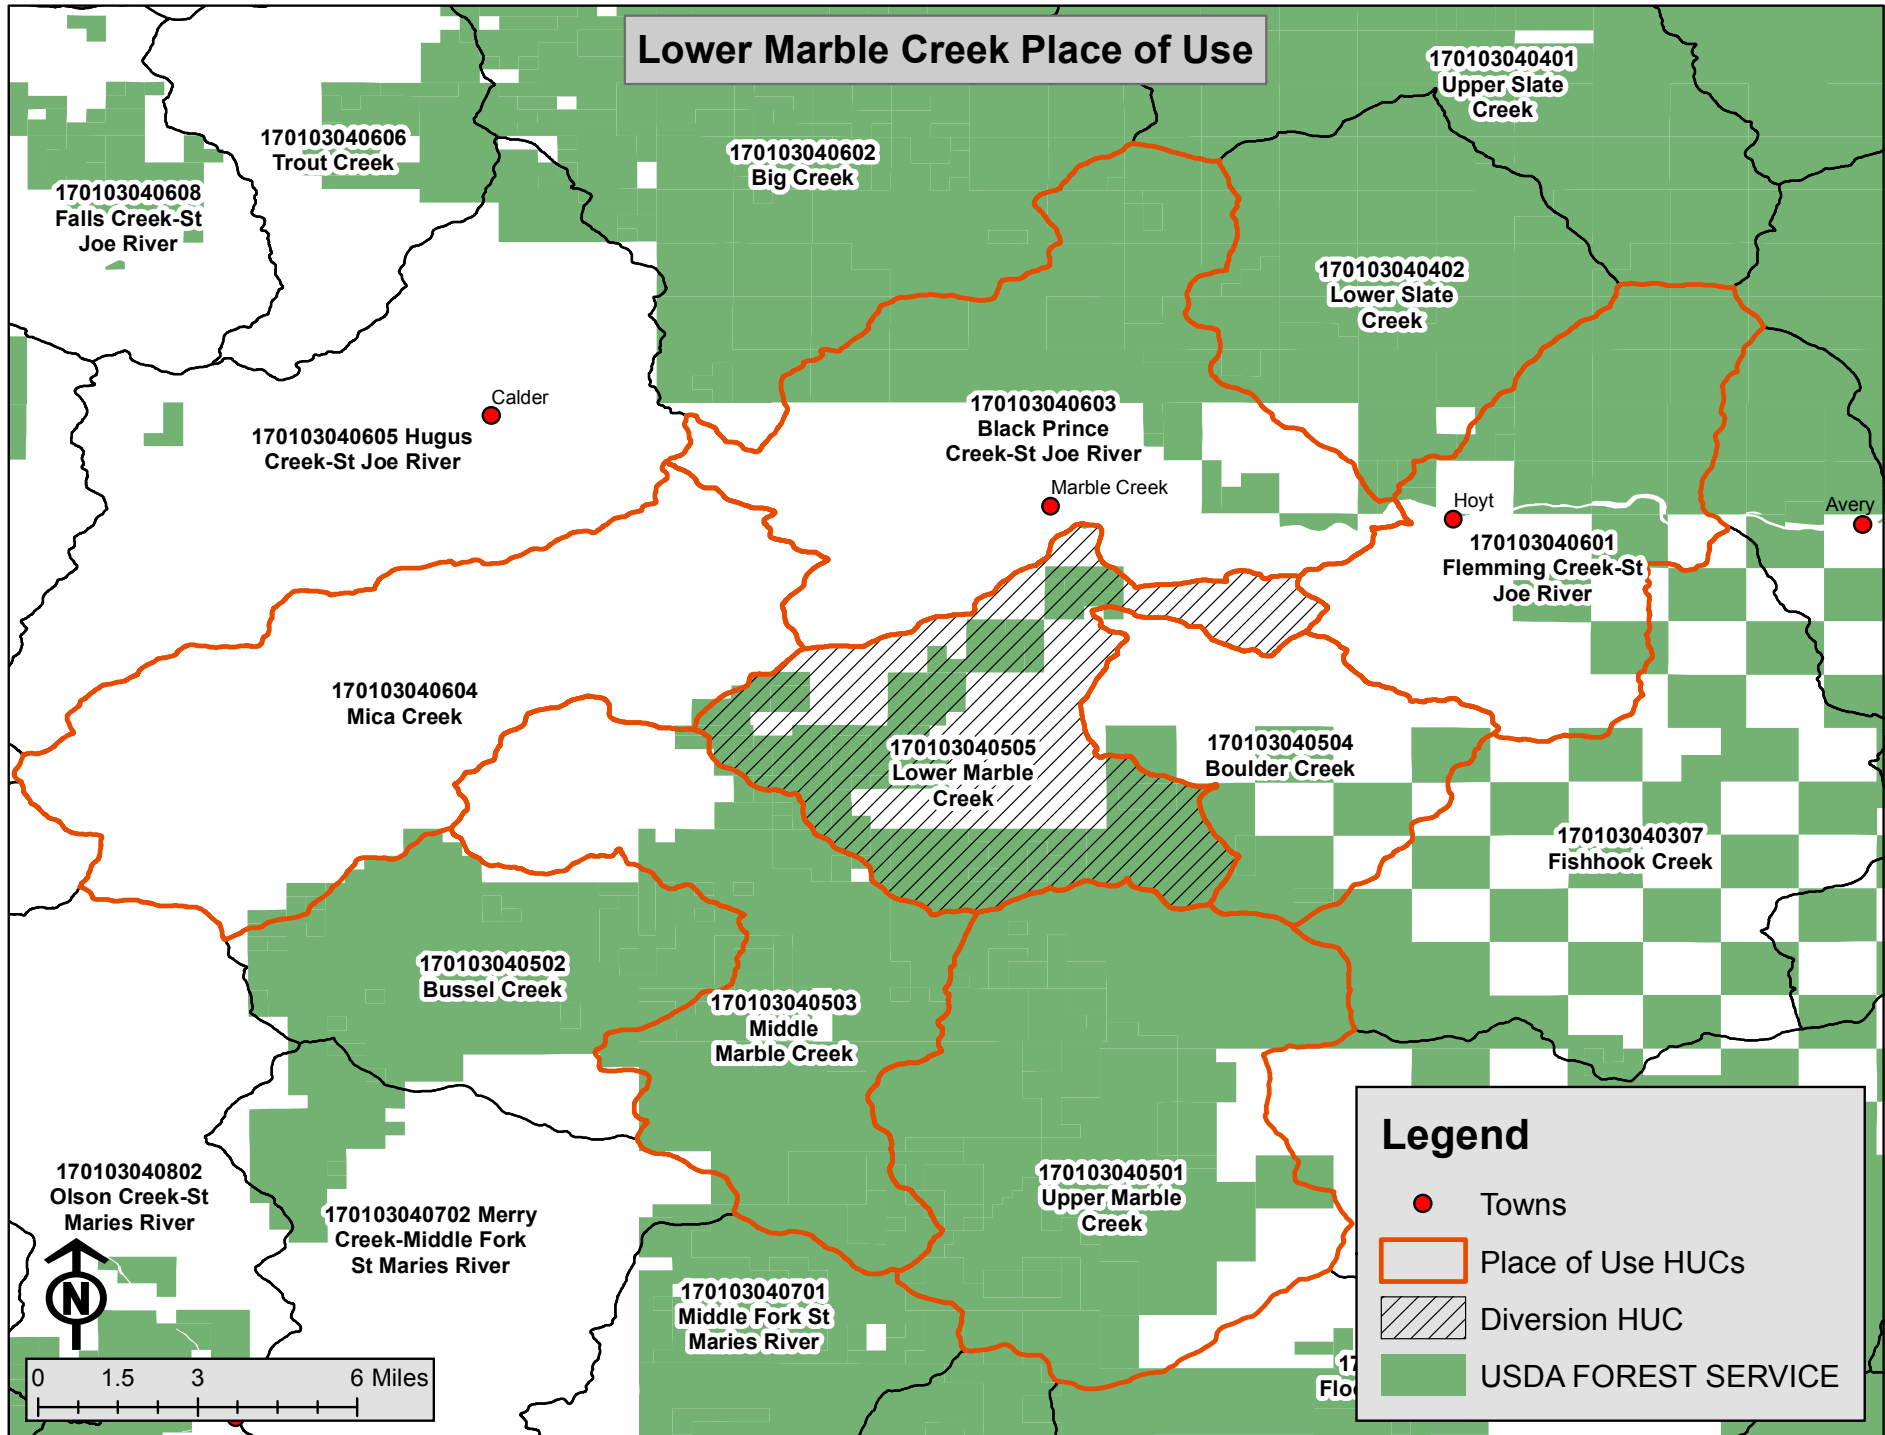 Lower Marble Creek Place of Use
170103040401
Upper Slate
Creek
170103040606
Trout Creek
170103040602
Big Creek
170103040608
Falls Creek-St
Joe River
170103040402
Lower Slate
Creek
Calder
170103040605 Hugus
Creek-St Joe River
170103040603
Black Prince
Creek-St Joe River
Marble Creek
Hoyt
Avery
170103040601
Flemming Creek-St
Joe River
170103040604
Mica Creek
170103040505
Lower Marble
Creek
170103040504
Boulder Creek
170103040307
Fishhook Creek
170103040502
Bussel Creek
170103040503
Middle
Marble Creek
170103040802
Olson Creek-St
Maries River
170103040702 Merry
Creek-Middle Fork
St Maries River
170103040501
Upper Marble
Creek
170103040701
Middle Fork St
Maries River
17
Floo
N
0 1.5 3 6 Miles
Legend
Towns
Place of Use HUCs
Diversion HUC
USDA FOREST SERVICE